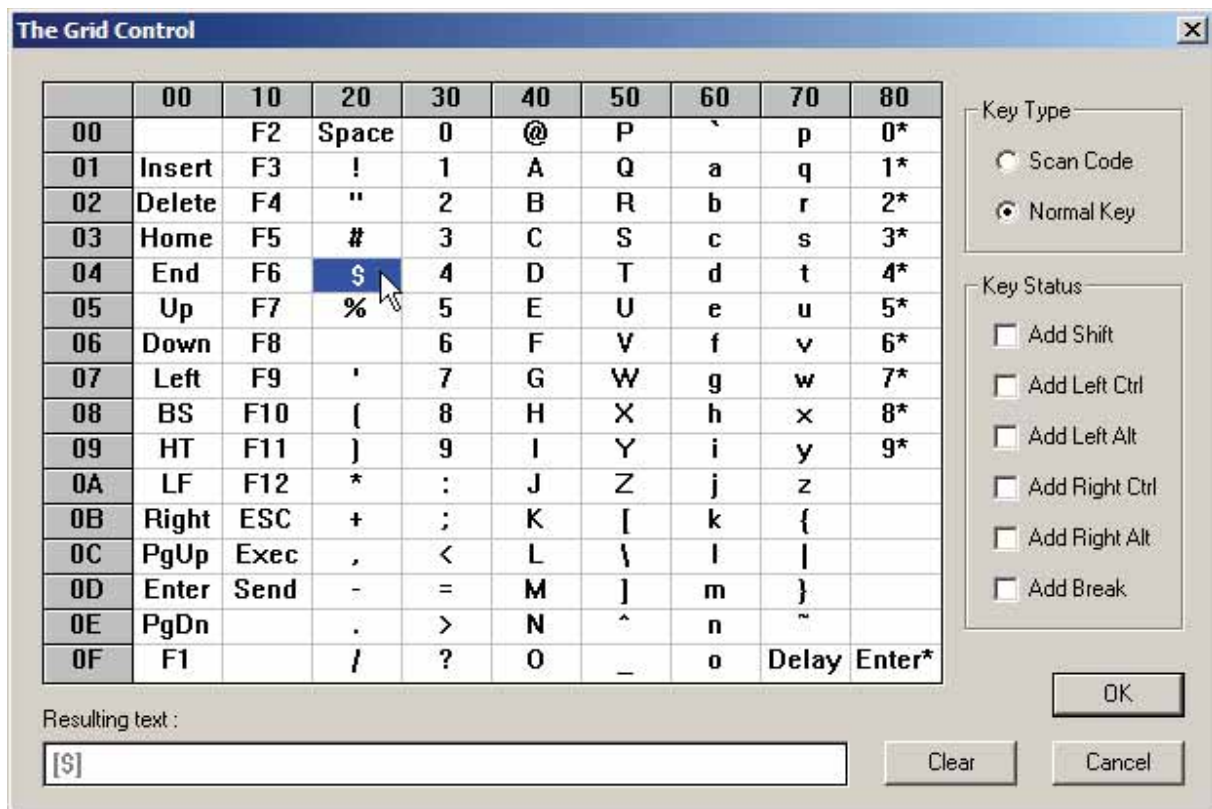 The Grid Control
00 10 20 30 40 50 60 70 80
00 F2 Space 0 @ P ` p 0*
01 Insert F3 ! 1 A Q a q 1*
02 Delete F4 " 2 B R b r 2*
03 Home F5 # 3 C S c s 3*
04 End F6 $ 4 D T d t 4*
05 Up F7 % 5 E U e u 5*
06 Down F8 6 F V f v 6*
07 Left F9 ' 7 G W g w 7*
08 BS F10 ( 8 H X h x 8*
09 HT F11 ) 9 I Y i y 9*
0A LF F12 * : J Z j z
0B Right ESC + ; K [ k {
0C PgUp Exec , < L \ l |
0D Enter Send - = M ] m }
0E PgDn . > N ^ n ~
0F F1 / ? O _ o Delay Enter*
Key Type
Scan Code
Normal Key
Key Status
Add Shift
Add Left Ctrl
Add Left Alt
Add Right Ctrl
Add Right Alt
Add Break
OK
Resulting text :
[$]
Clear
Cancel